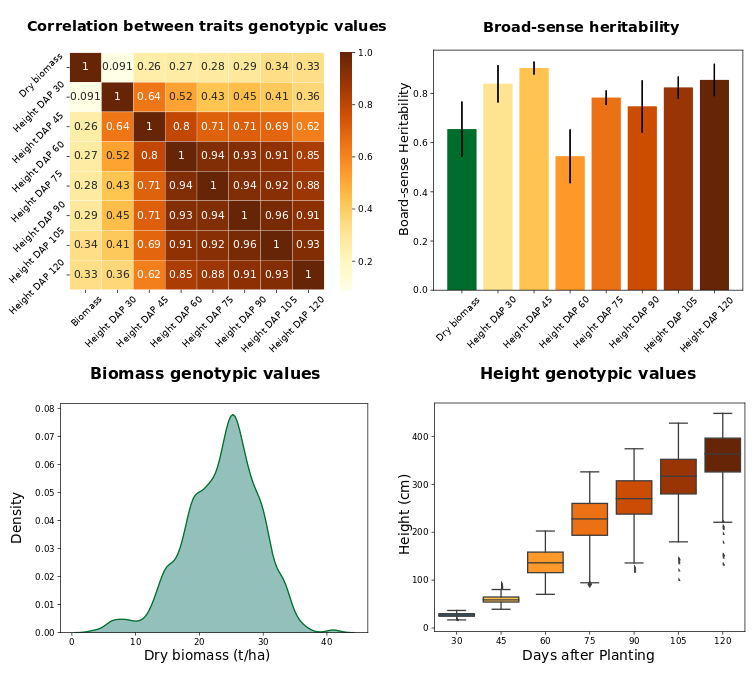 Correlation between traits genotypic values
Dry biomass 1 0.091 0.26 0.27 0.28 0.29 0.34 0.33
Height DAP 30 0.091 1 0.64 0.52 0.43 0.45 0.41 0.36
Height DAP 45 0.26 0.64 1 0.8 0.71 0.71 0.69 0.62
Height DAP 60 0.27 0.52 0.8 1 0.94 0.93 0.91 0.85
Height DAP 75 0.28 0.43 0.71 0.94 1 0.94 0.92 0.88
Height DAP 90 0.29 0.45 0.71 0.93 0.94 1 0.96 0.91
Height DAP 105 0.34 0.41 0.69 0.91 0.92 0.96 1 0.93
Height DAP 120 0.33 0.36 0.62 0.85 0.88 0.91 0.93 1
Biomass Height DAP 30 Height DAP 45 Height DAP 60 Height DAP 75 Height DAP 90 Height DAP 105 Height DAP 120
1.0
0.8
0.6
0.4
0.2
Broad-sense heritability
Board-sense Heritability
0.8
0.6
0.4
0.2
0.0
Dry biomass Height DAP 30 Height DAP 45 Height DAP 60 Height DAP 75 Height DAP 90 Height DAP 105 Height DAP 120
Biomass genotypic values
Density
0.08
0.07
0.06
0.05
0.04
0.03
0.02
0.01
0.00
0 10 20 30 40
Dry biomass (t/ha)
Height genotypic values
Height (cm)
400
300
200
100
0
30 45 60 75 90 105 120
Days after Planting